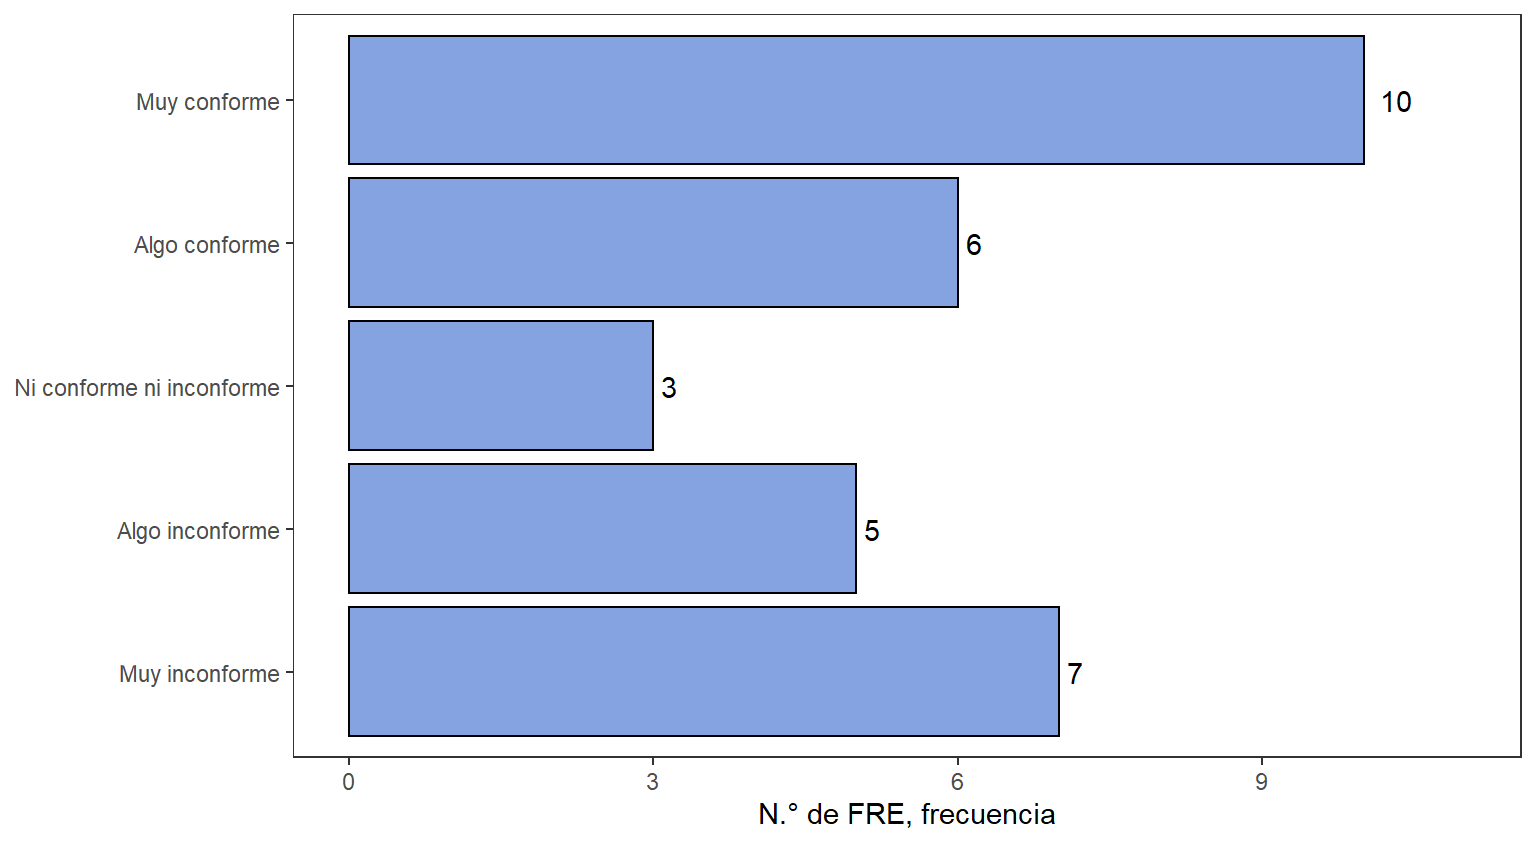 Muy conforme
10
Algo conforme
6
Ni conforme ni inconforme
3
Algo inconforme
5
Muy inconforme
7
0 3 6 9
N.° de FRE, frecuencia